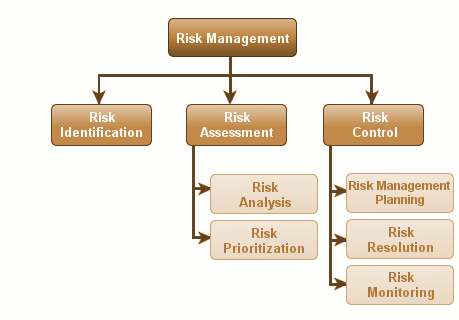 Risk Management
Risk
Identification
Risk
Assessment
Risk
Control
Risk
Analysis
Risk
Prioritization
Risk Management
Planning
Risk
Resolution
Risk
Monitoring